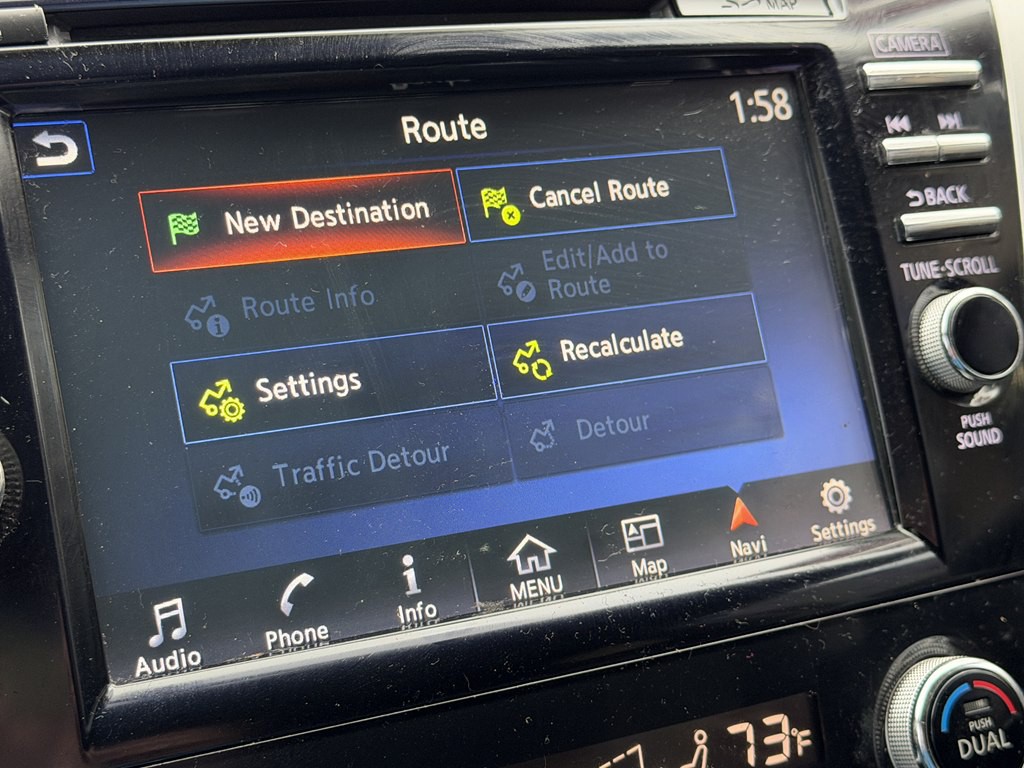 MAP
CAMERA
Route
1:58
New Destination
Cancel Route
BACK
Route Info
Edit/Add to
Route
TUNE·SCROLL
Settings
Recalculate
PUSH
SOUND
Traffic Detour
Detour
Audio
Phone
Info
MENU
Map
Navi
Settings
73°F
PUSH
DUAL